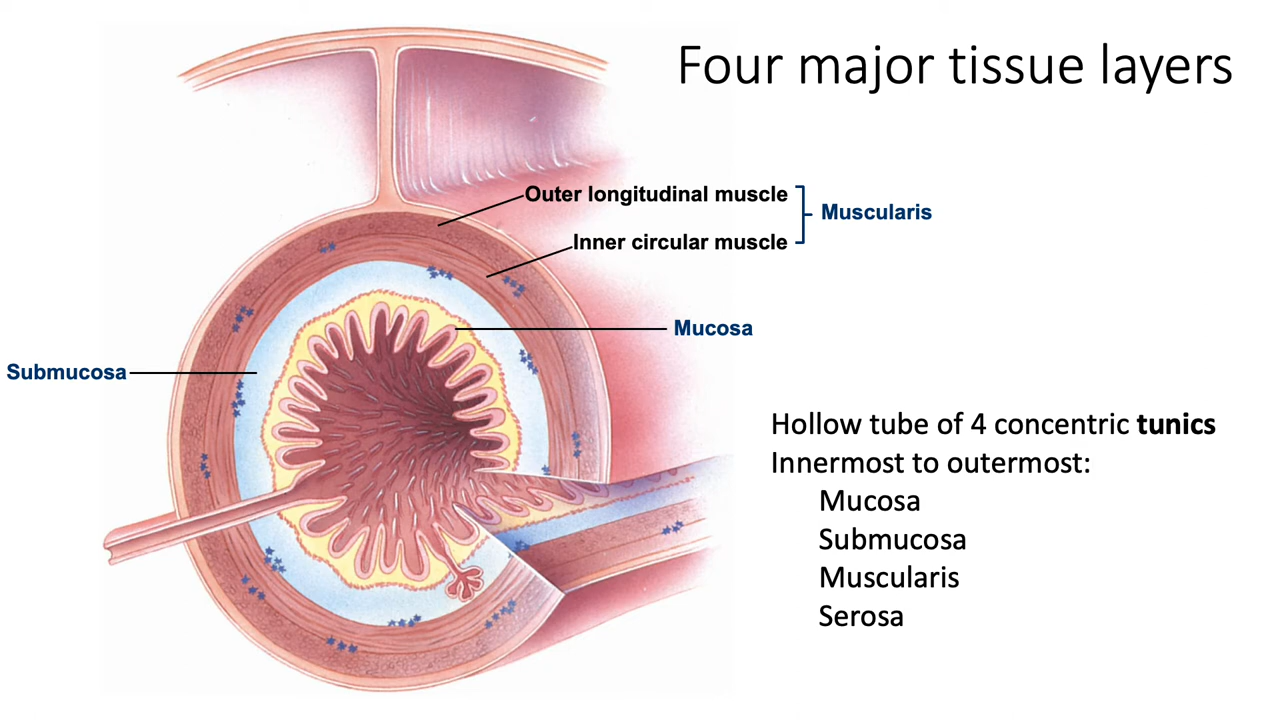 Four major tissue layers
Outer longitudinal muscle
Muscularis
Inner circular muscle
Mucosa
Submucosa
Hollow tube of 4 concentric tunics
Innermost to outermost:
Mucosa
Submucosa
Muscularis
Serosa